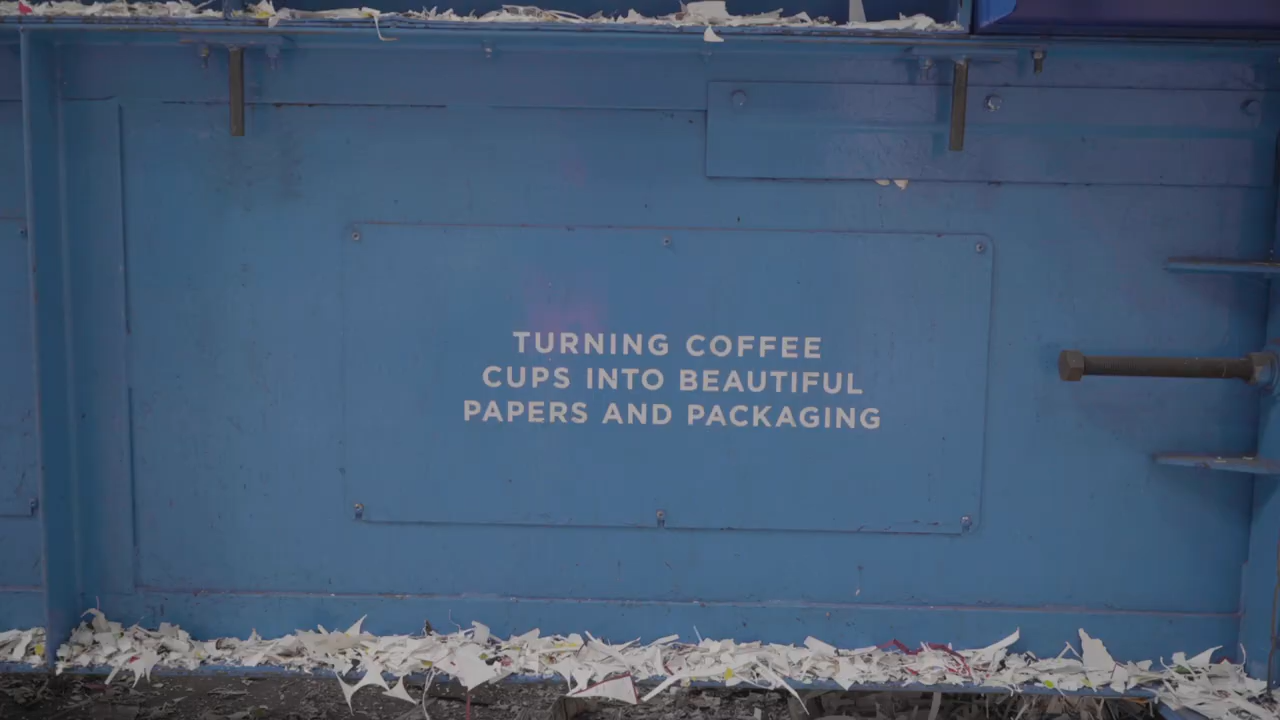 TURNING COFFEE
CUPS INTO BEAUTIFUL
PAPERS AND PACKAGING